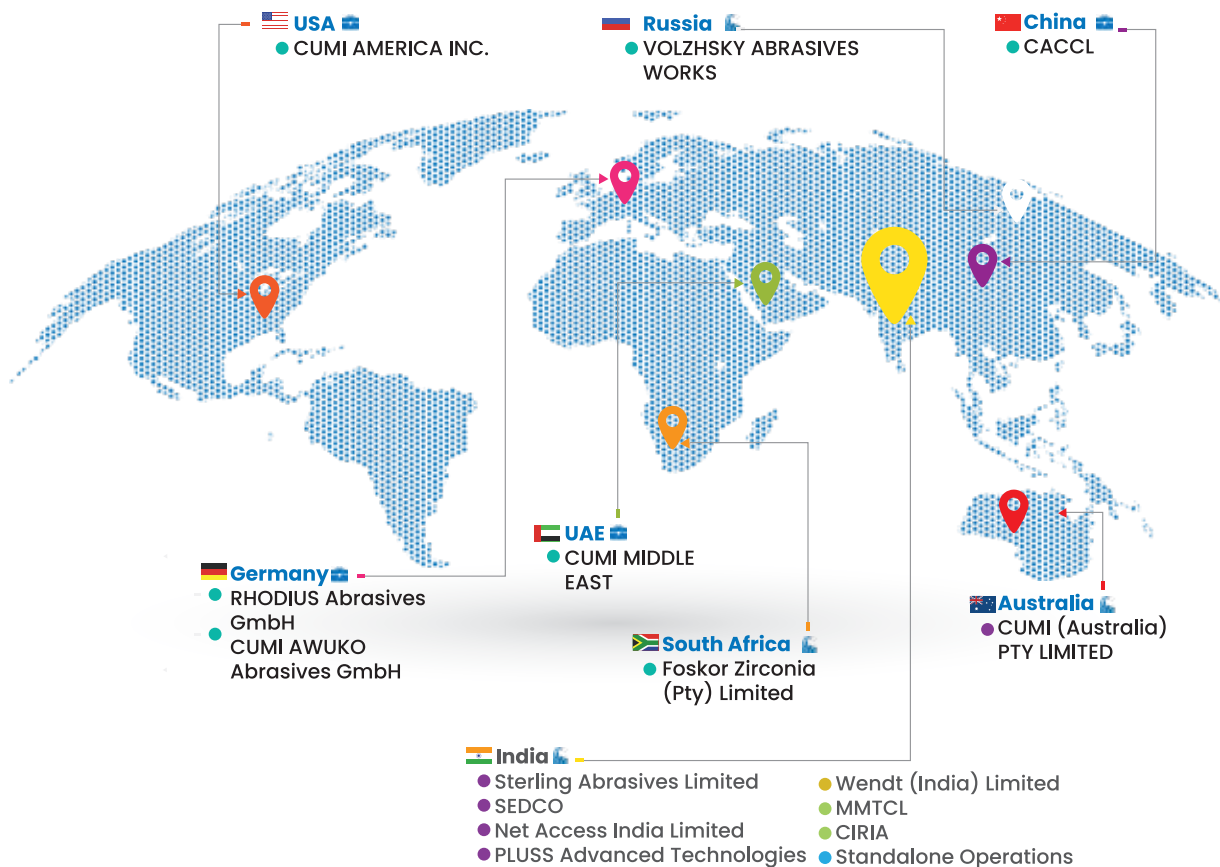 USA
CUMI AMERICA INC.
Russia
VOLZHSKY ABRASIVES
WORKS
China
CACCL
UAE
CUMI MIDDLE
EAST
Germany
RHODIUS Abrasives
GmbH
CUMI AWUKO
Abrasives GmbH
South Africa
Foskor Zirconia
(Pty) Limited
Australia
CUMI (Australia)
PTY LIMITED
India
Sterling Abrasives Limited
SEDCO
Net Access India Limited
PLUSS Advanced Technologies
Wendt (India) Limited
MMTCL
CIRIA
Standalone Operations